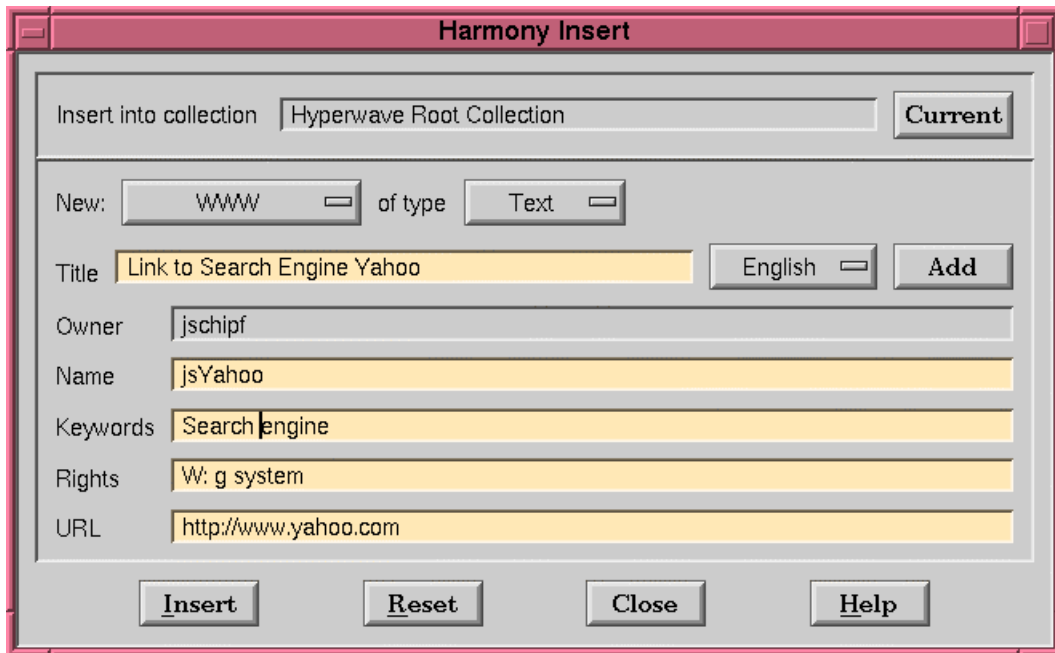 Harmony Insert
Insert into collection Hyperwave Root Collection Current
New: WWW of type Text
Title Link to Search Engine Yahoo English Add
Owner jschipf
Name jsYahoo
Keywords Search engine
Rights W: g system
URL http://www.yahoo.com
Insert Reset Close Help